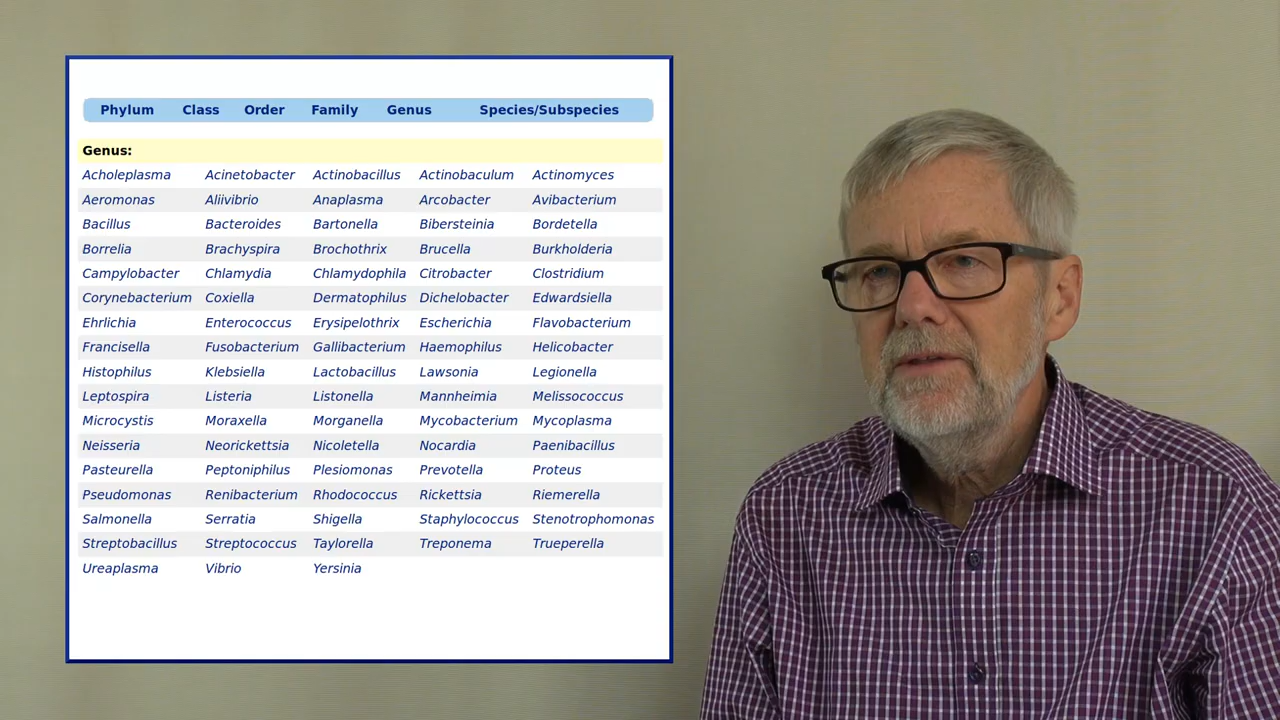 Phylum Class Order Family Genus Species/Subspecies
Genus:
Acholeplasma Acinetobacter Actinobacillus Actinobaculum Actinomyces
Aeromonas Aliivibrio Anaplasma Arcobacter Avibacterium
Bacillus Bacteroides Bartonella Bibersteinia Bordetella
Borrelia Brachyspira Brochothrix Brucella Burkholderia
Campylobacter Chlamydia Chlamydophila Citrobacter Clostridium
Corynebacterium Coxiella Dermatophilus Dichelobacter Edwardsiella
Ehrlichia Enterococcus Erysipelothrix Escherichia Flavobacterium
Francisella Fusobacterium Gallibacterium Haemophilus Helicobacter
Histophilus Klebsiella Lactobacillus Lawsonia Legionella
Leptospira Listeria Listonella Mannheimia Melissococcus
Microcystis Moraxella Morganella Mycobacterium Mycoplasma
Neisseria Neorickettsia Nicoletella Nocardia Paenibacillus
Pasteurella Peptoniphilus Plesiomonas Prevotella Proteus
Pseudomonas Renibacterium Rhodococcus Rickettsia Riemerella
Salmonella Serratia Shigella Staphylococcus Stenotrophomonas
Streptobacillus Streptococcus Taylorella Treponema Trueperella
Ureaplasma Vibrio Yersinia